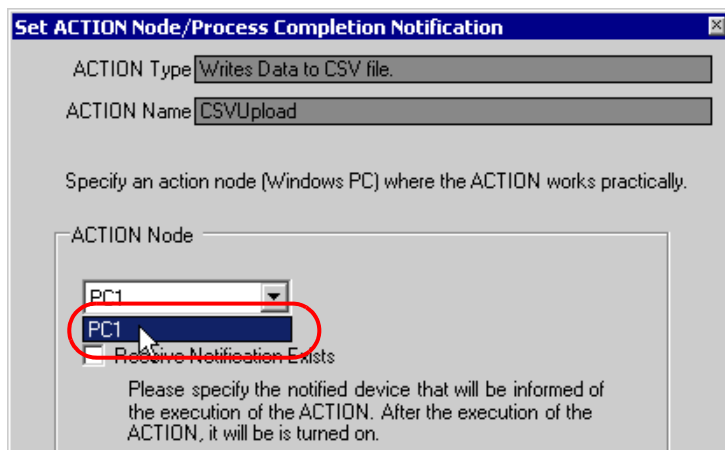 Set ACTION Node/Process Completion Notification
ACTION Type Writes Data to CSV file.
ACTION Name CSVUpload
Specify an action node (Windows PC) where the ACTION works practically.
ACTION Node
PC1
PC1
Receive Notification Exists
Please specify the notified device that will be informed of
the execution of the ACTION. After the execution of the
ACTION, it will be is turned on.